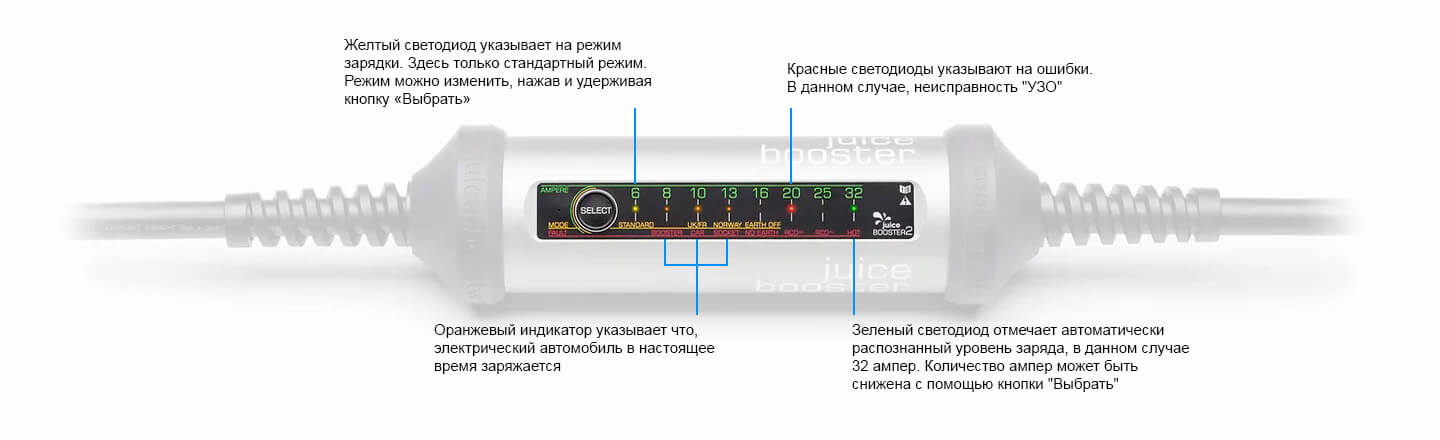 Желтый светодиод указывает на режим
зарядки. Здесь только стандартный режим.
Режим можно изменить, нажав и удерживая
кнопку «Выбрать»
Красные светодиоды указывают на ошибки.
В данном случае, неисправность "УЗО"
juice
booster
AMPERE 6 8 10 13 16 20 25 32
SELECT
MODE STANDARD UK/FR NORWAY EARTH OFF
FAULT BOOSTER CAR SOCKET NO EARTH RCD⎓ RCD~ HOT
juice
BOOSTER2
juice
booster
Оранжевый индикатор указывает что,
электрический автомобиль в настоящее
время заряжается
Зеленый светодиод отмечает автоматически
распознанный уровень заряда, в данном случае
32 ампер. Количество ампер может быть
снижена с помощью кнопки "Выбрать"